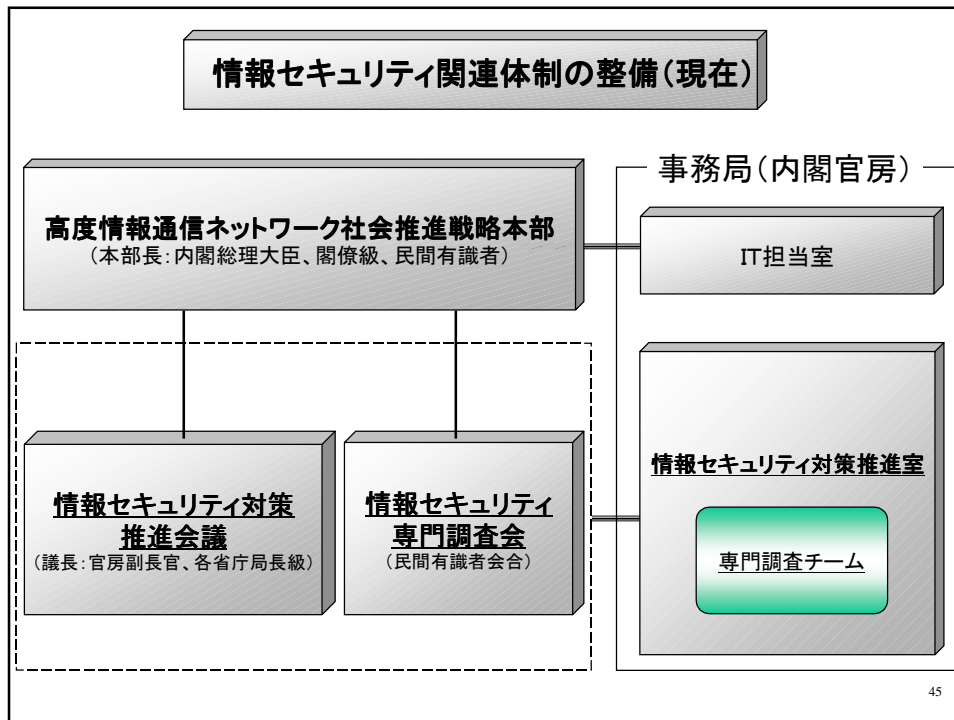 情報セキュリティ関連体制の整備(現在)
高度情報通信ネットワーク社会推進戦略本部
(本部長:内閣総理大臣、閣僚級、民間有識者)
事務局(内閣官房)
IT担当室
情報セキュリティ対策
推進会議
(議長:官房副長官、各省庁局長級)
情報セキュリティ
専門調査会
(民間有識者会合)
情報セキュリティ対策推進室
専門調査チーム
45